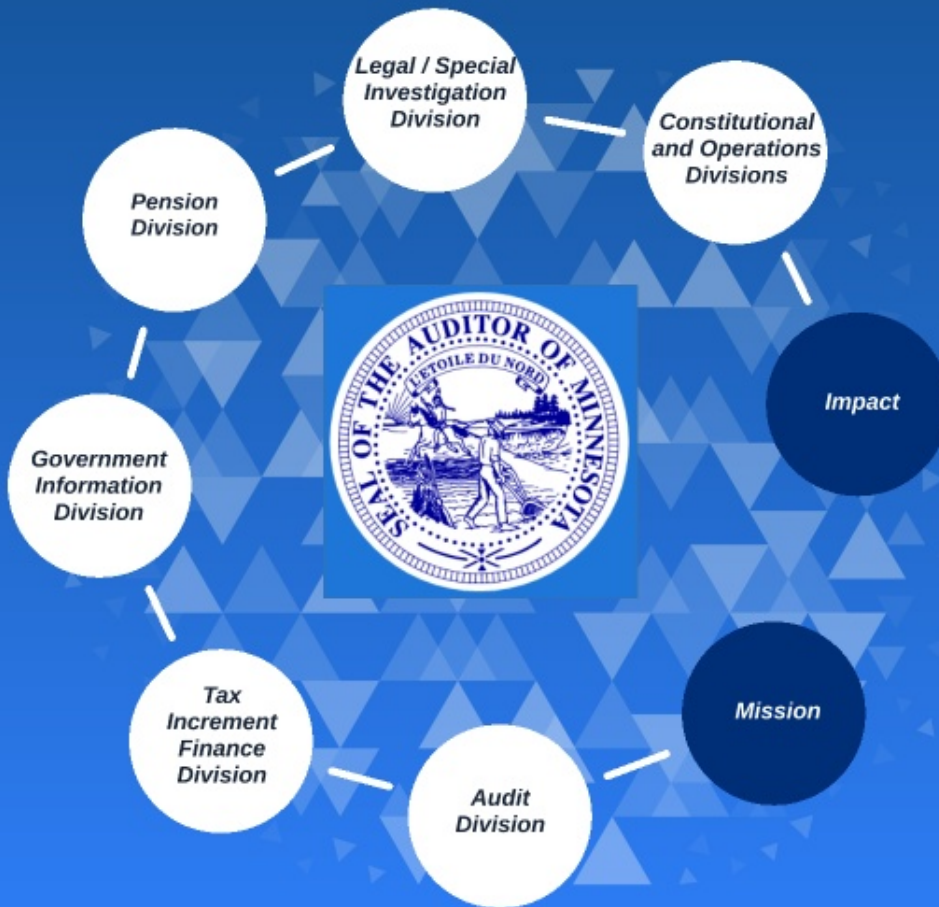 Legal / Special
Investigation
Division
Constitutional
and Operations
Divisions
Pension
Division
SEAL OF THE AUDITOR OF MINNESOTA
L'ETOILE DU NORD
Impact
Government
Information
Division
Mission
Tax
Increment
Finance
Division
Audit
Division